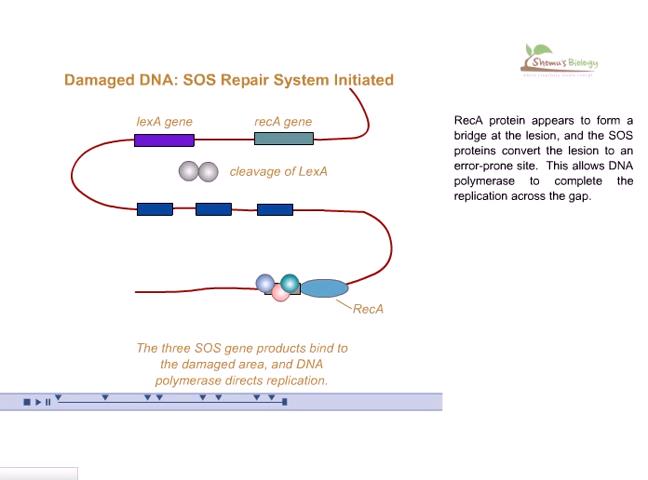 Shomu's Biology
Damaged DNA: SOS Repair System Initiated
lexA gene
recA gene
cleavage of LexA
RecA
The three SOS gene products bind to
the damaged area, and DNA
polymerase directs replication.
RecA protein appears to form a
bridge at the lesion, and the SOS
proteins convert the lesion to an
error-prone site. This allows DNA
polymerase to complete the
replication across the gap.